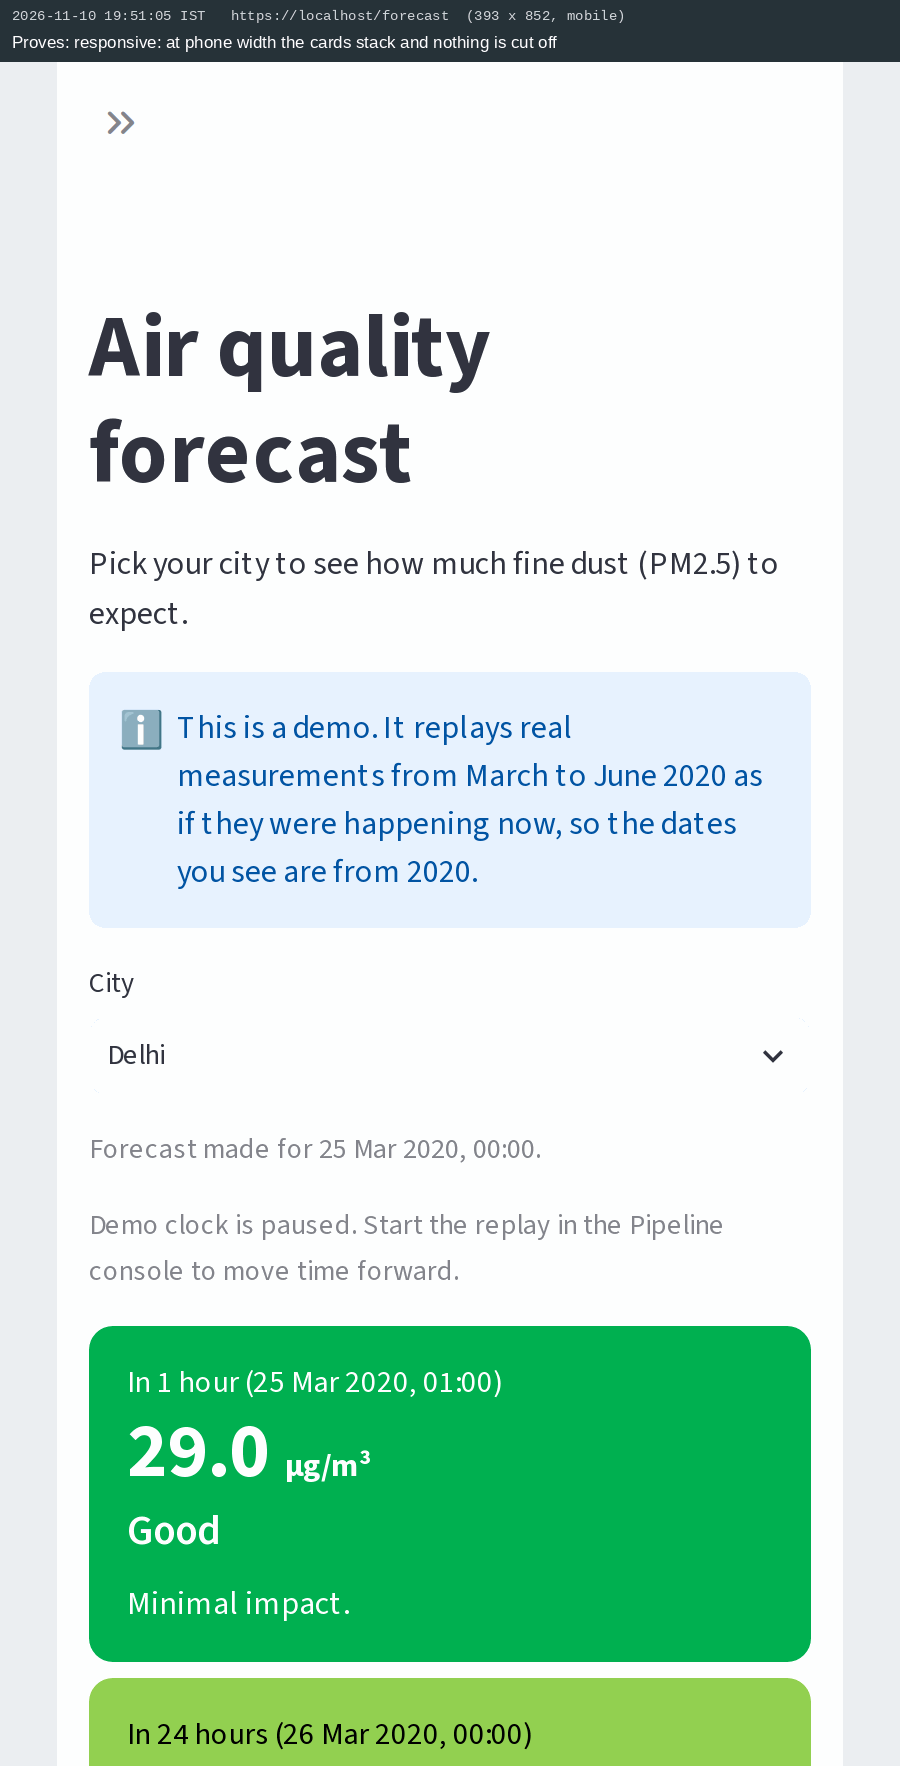 2026-11-10 19:51:05 IST https://localhost/forecast (393 x 852, mobile)
Proves: responsive: at phone width the cards stack and nothing is cut off
Air quality
forecast
Pick your city to see how much fine dust (PM2.5) to
expect.
This is a demo. It replays real
measurements from March to June 2020 as
if they were happening now, so the dates
you see are from 2020.
City
Delhi
Forecast made for 25 Mar 2020, 00:00.
Demo clock is paused. Start the replay in the Pipeline
console to move time forward.
In 1 hour (25 Mar 2020, 01:00)
29.0 µg/m³
Good
Minimal impact.
In 24 hours (26 Mar 2020, 00:00)